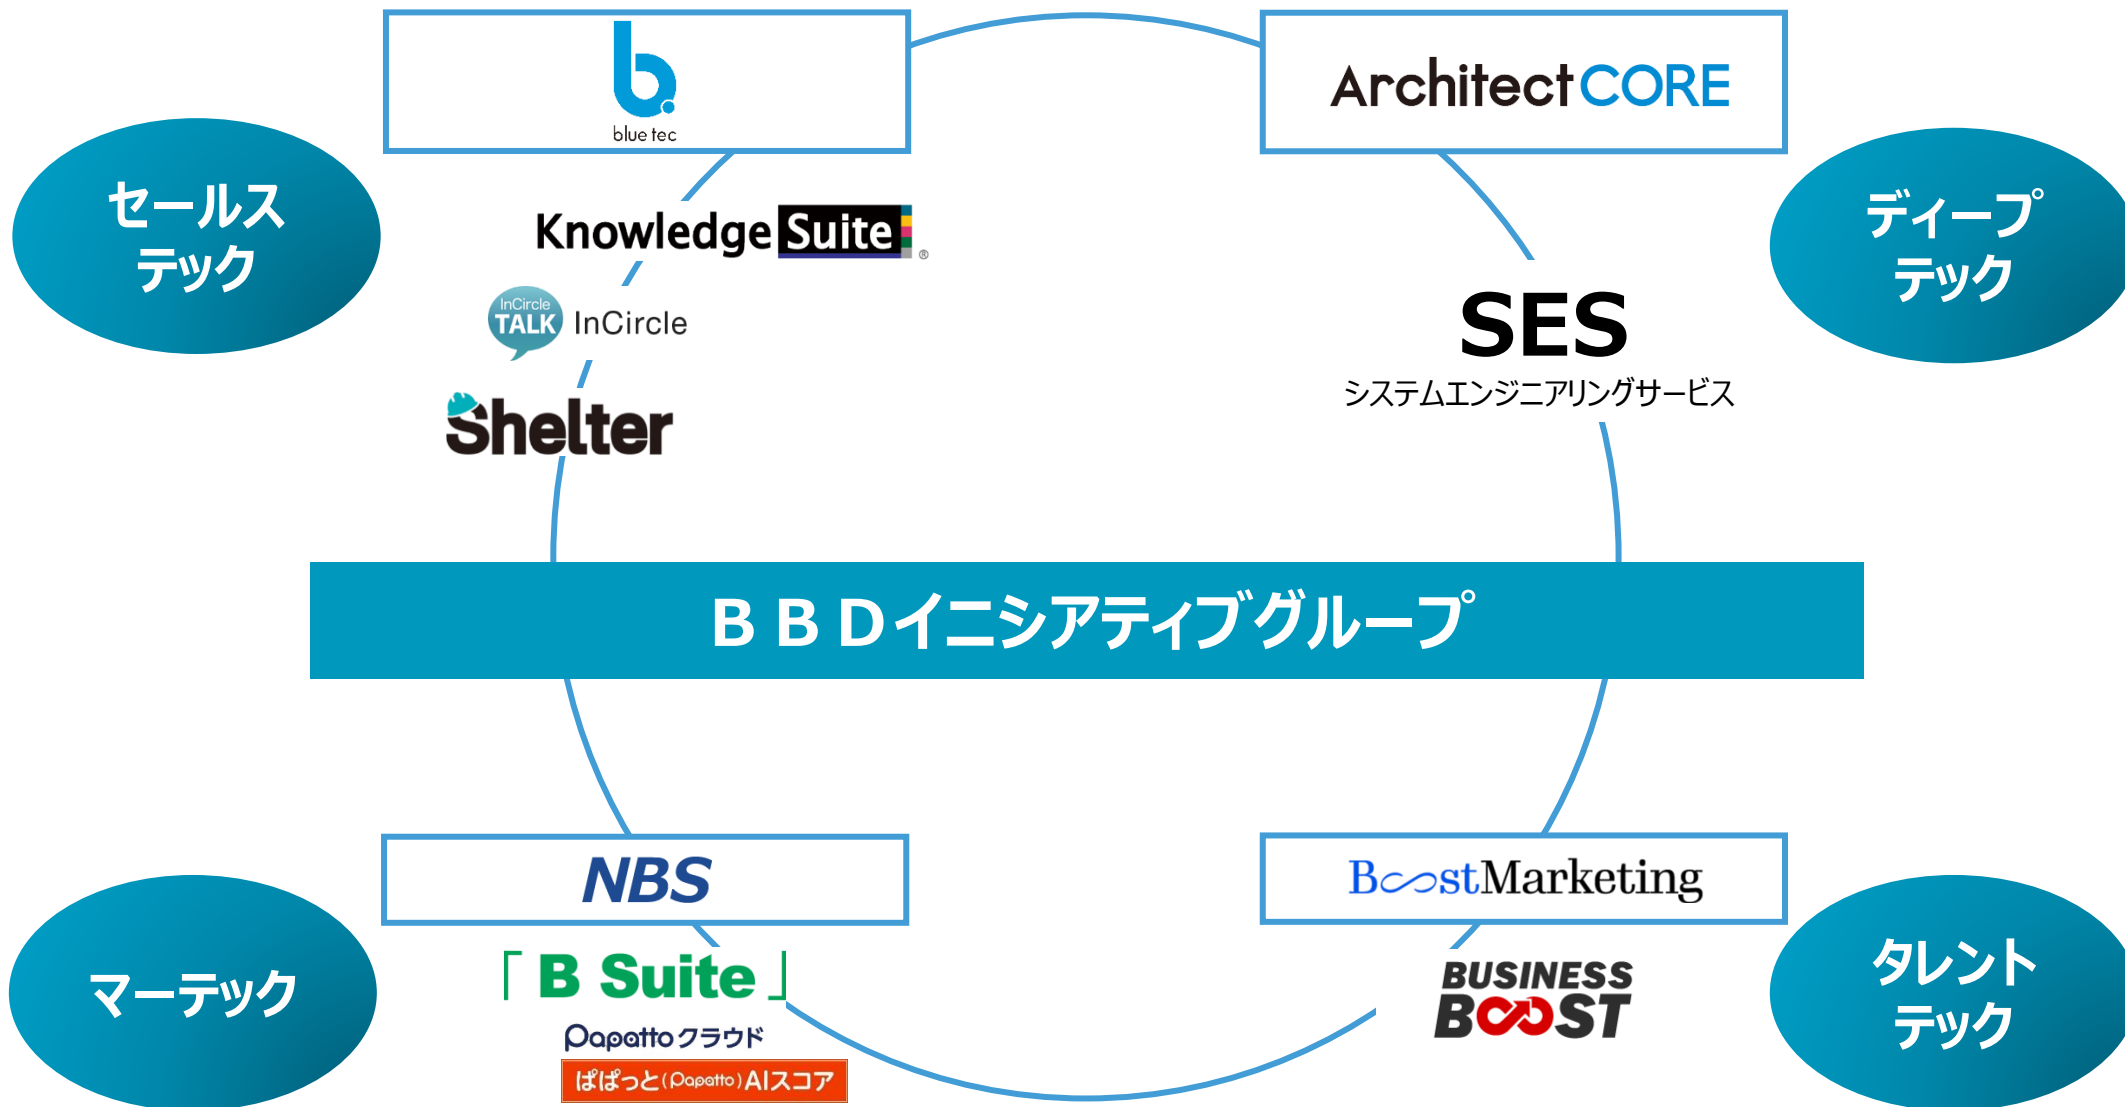 blue tec
Architect CORE
セールス
テック
Knowledge Suite ®
ディープ
テック
InCircle
TALK
InCircle
SES
システムエンジニアリングサービス
Shelter
ＢＢＤイニシアティブグループ
NBS
BoostMarketing
マーテック
「B Suite」
Papatto クラウド
ぱぱっと(Papatto)AIスコア
BUSINESS
BOOST
タレント
テック